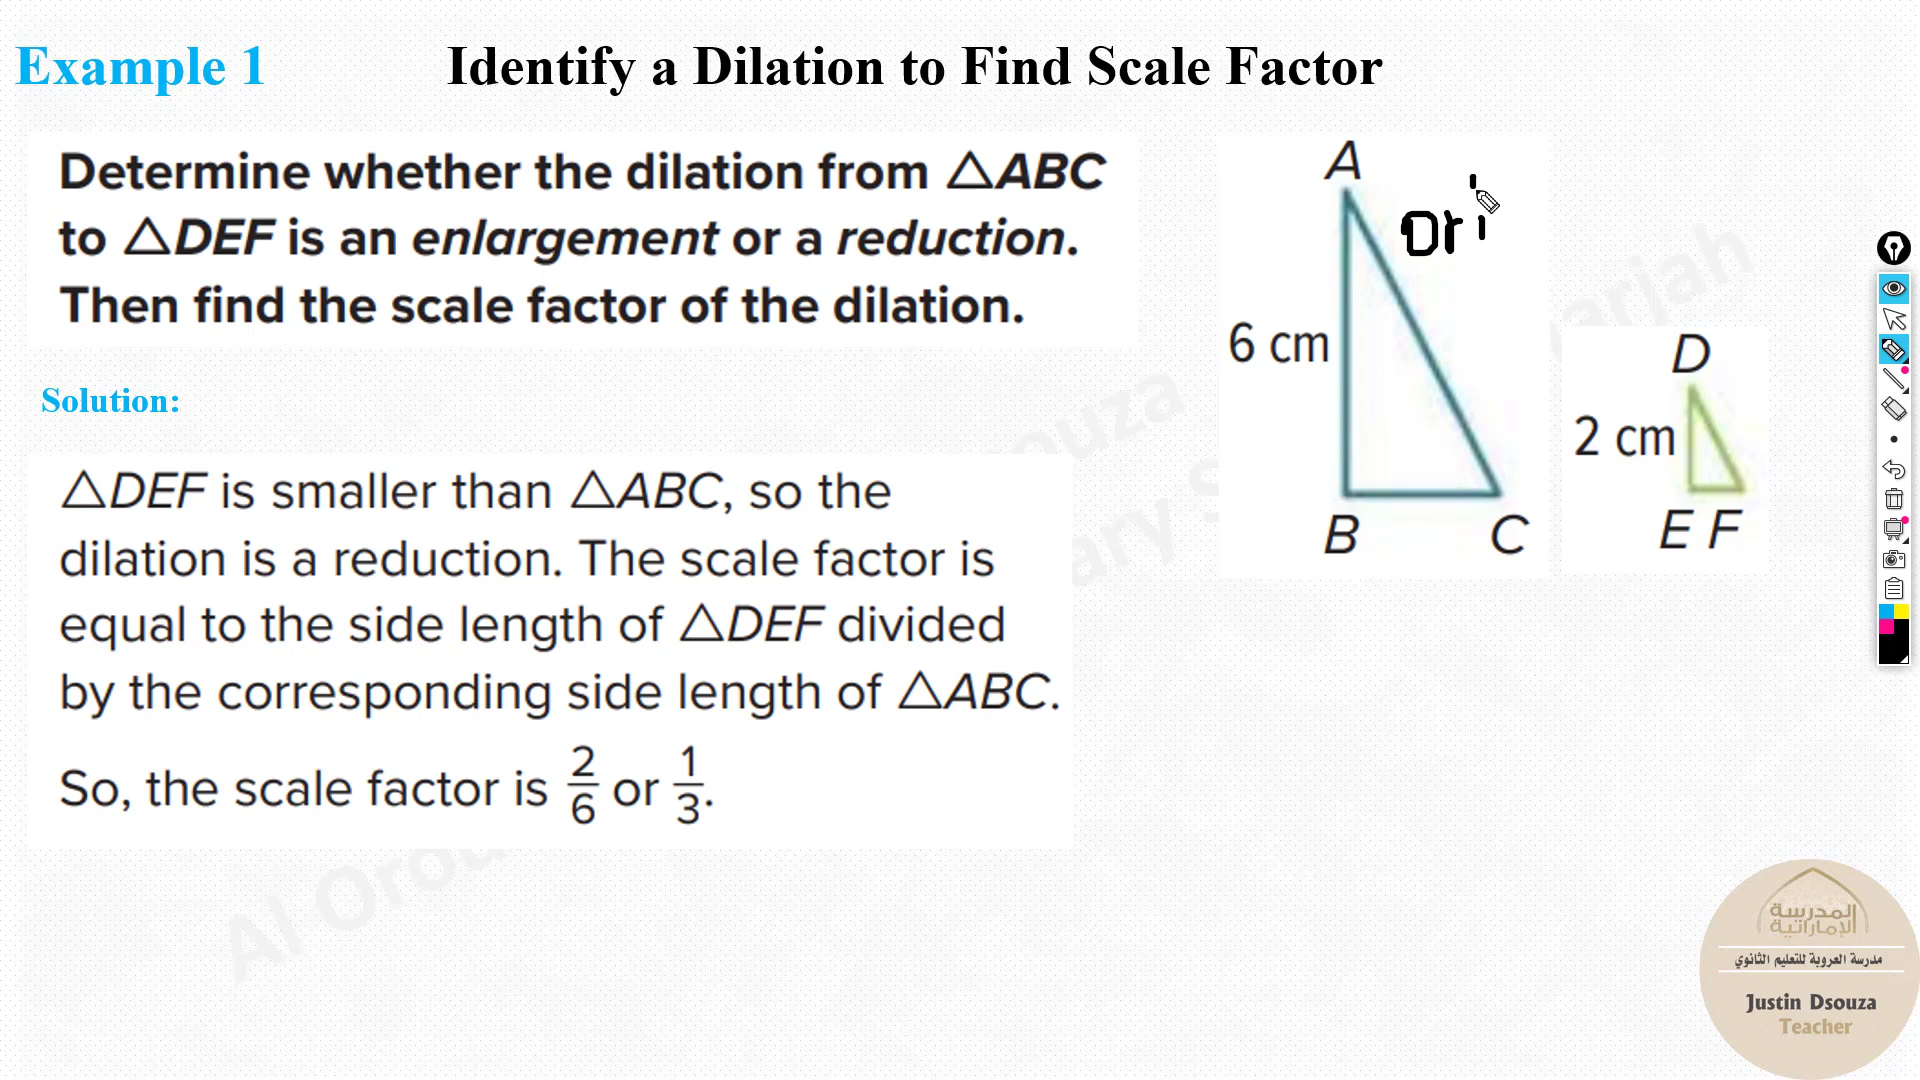 Example 1
Identify a Dilation to Find Scale Factor
Determine whether the dilation from △ABC
to △DEF is an enlargement or a reduction.
Then find the scale factor of the dilation.
Solution:
△DEF is smaller than △ABC, so the
dilation is a reduction. The scale factor is
equal to the side length of △DEF divided
by the corresponding side length of △ABC.
So, the scale factor is 2/6 or 1/3.
A
Ori
6 cm
B C
D
2 cm
E F
المدرسة
الإماراتية
مدرسة العروبة للتعليم الثانوي
Justin Dsouza
Teacher